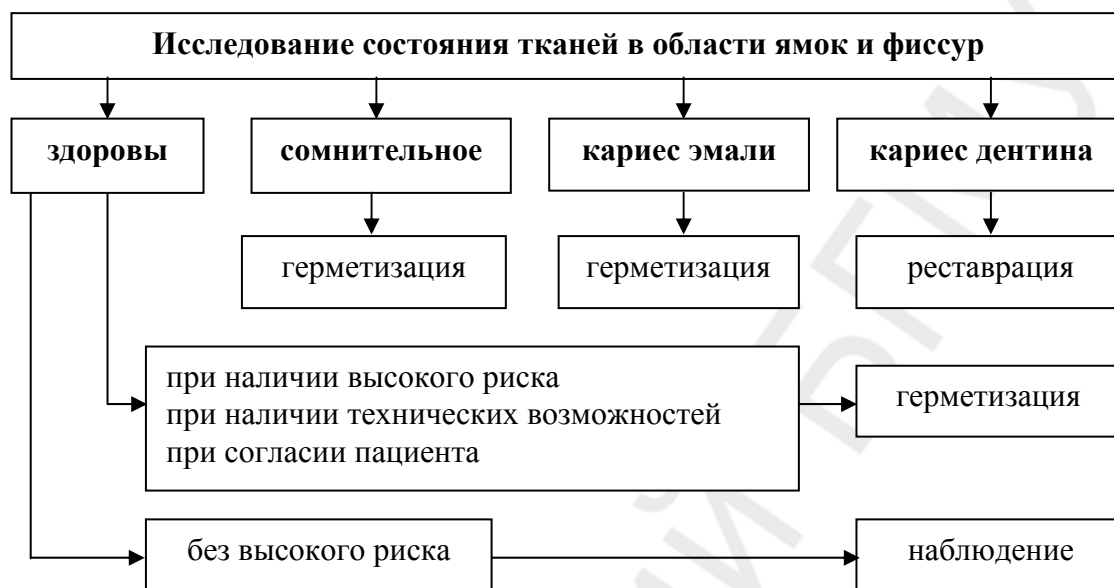 Исследование состояния тканей в области ямок и фиссур
здоровы
сомнительное
кариес эмали
кариес дентина
герметизация
герметизация
реставрация
при наличии высокого риска
при наличии технических возможностей
при согласии пациента
герметизация
без высокого риска
наблюдение